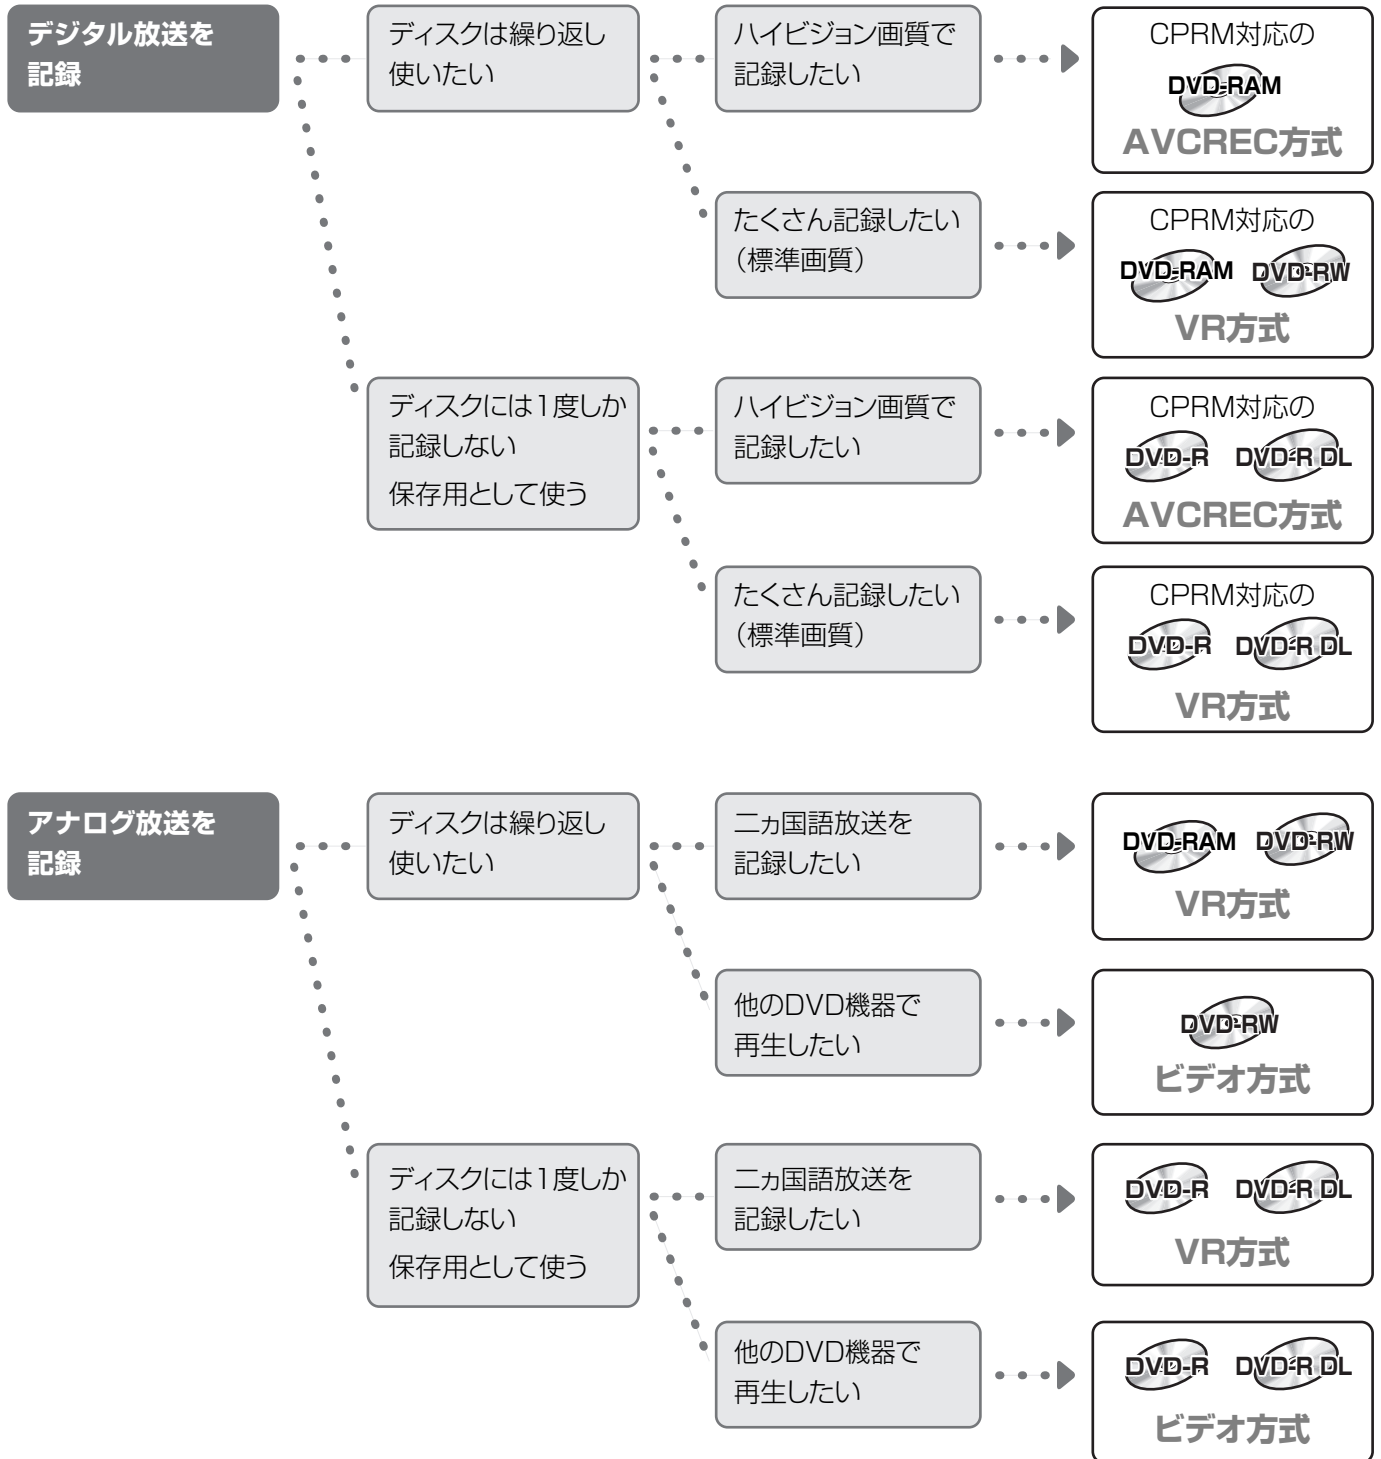 デジタル放送を
記録
ディスクは繰り返し
使いたい
ハイビジョン画質で
記録したい
CPRM対応の
DVD-RAM
AVCREC方式
たくさん記録したい
（標準画質）
CPRM対応の
DVD-RAM DVD-RW
VR方式
ディスクには1度しか
記録しない
保存用として使う
ハイビジョン画質で
記録したい
CPRM対応の
DVD-R DVD-R DL
AVCREC方式
たくさん記録したい
（標準画質）
CPRM対応の
DVD-R DVD-R DL
VR方式
アナログ放送を
記録
ディスクは繰り返し
使いたい
二ヵ国語放送を
記録したい
DVD-RAM DVD-RW
VR方式
他のDVD機器で
再生したい
DVD-RW
ビデオ方式
ディスクには1度しか
記録しない
保存用として使う
二ヵ国語放送を
記録したい
DVD-R DVD-R DL
VR方式
他のDVD機器で
再生したい
DVD-R DVD-R DL
ビデオ方式